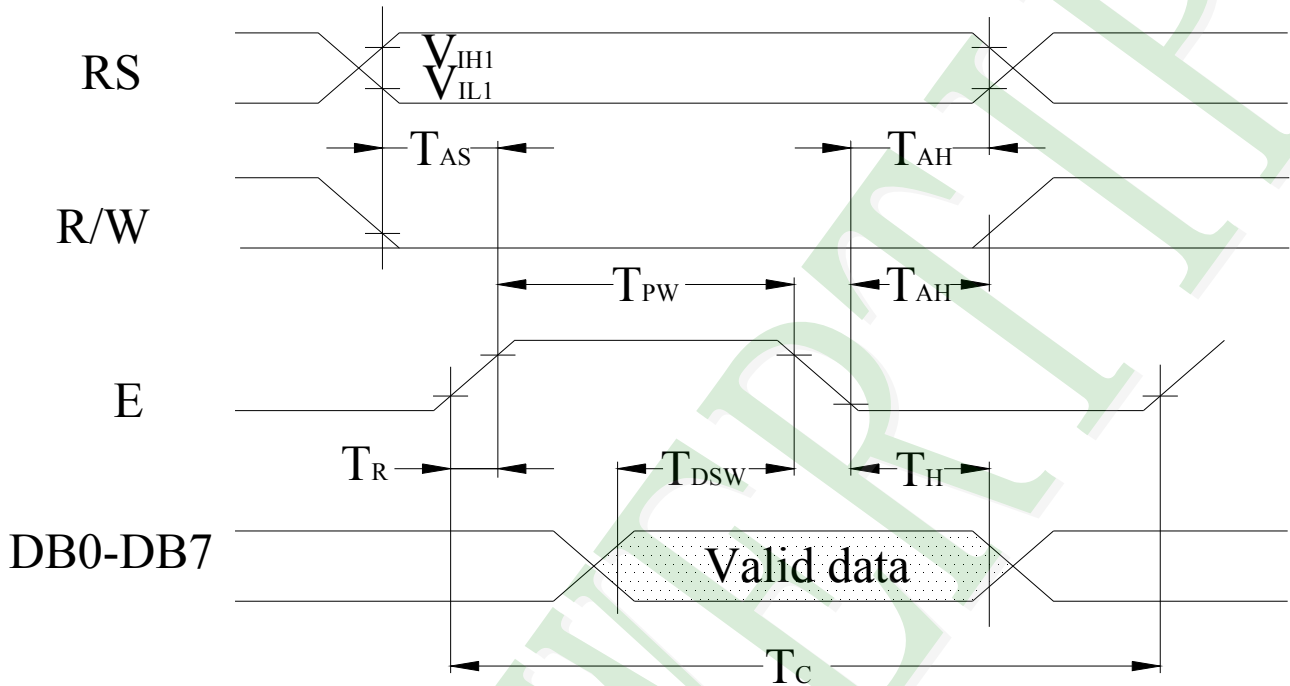 RS
VIH1
VIL1
TAS
TAH
R/W
TPW
TAH
E
TR
TDSW
TH
DB0-DB7
Valid data
TC